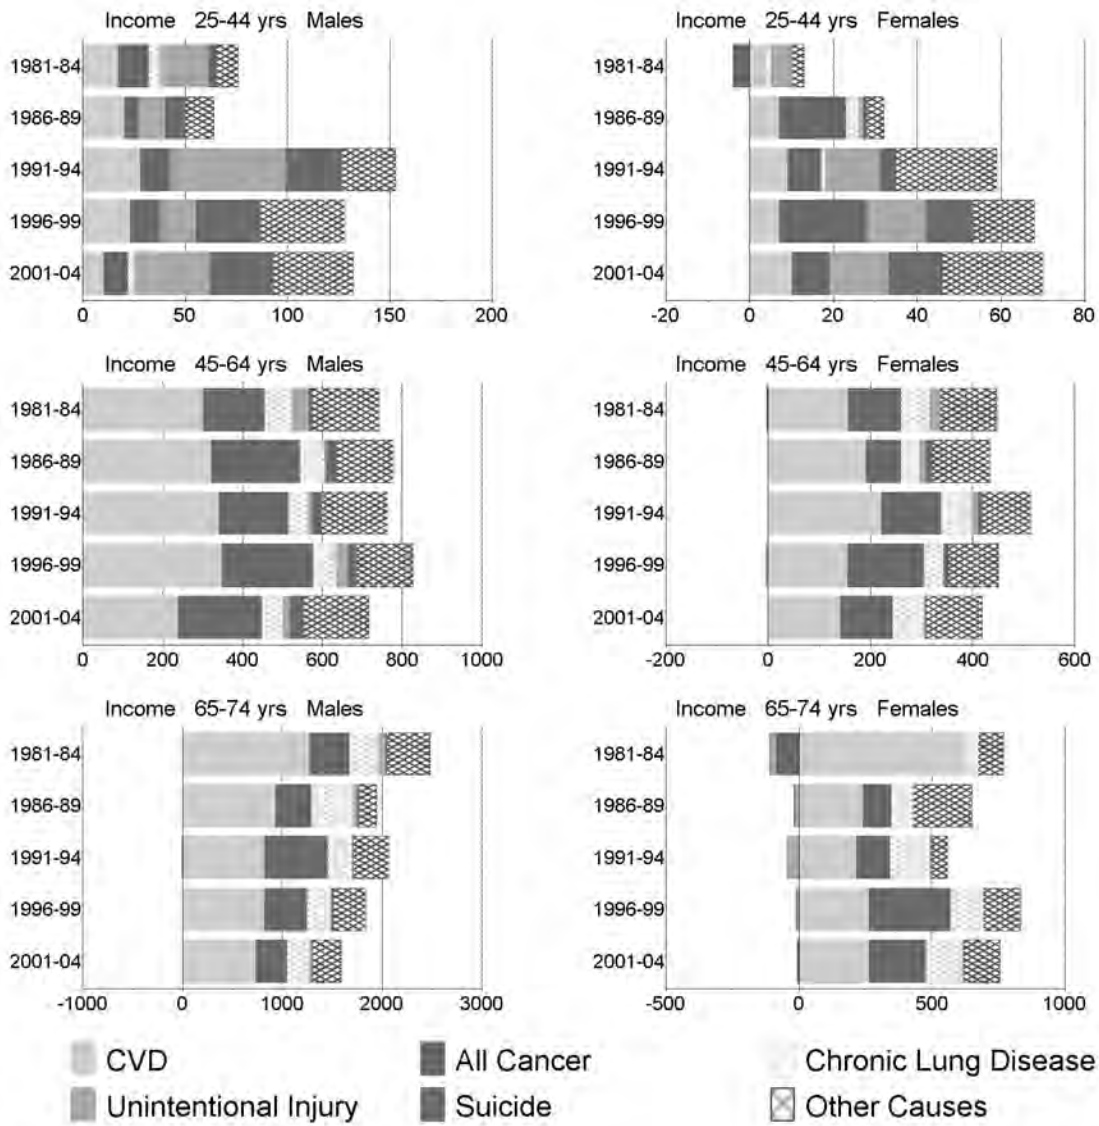 Income 25-44 yrs Males
1981-84
1986-89
1991-94
1996-99
2001-04
0 50 100 150 200
Income 25-44 yrs Females
1981-84
1986-89
1991-94
1996-99
2001-04
-20 0 20 40 60 80
Income 45-64 yrs Males
1981-84
1986-89
1991-94
1996-99
2001-04
0 200 400 600 800 1000
Income 45-64 yrs Females
1981-84
1986-89
1991-94
1996-99
2001-04
-200 0 200 400 600
Income 65-74 yrs Males
1981-84
1986-89
1991-94
1996-99
2001-04
-1000 0 1000 2000 3000
Income 65-74 yrs Females
1981-84
1986-89
1991-94
1996-99
2001-04
-500 0 500 1000
CVD All Cancer Chronic Lung Disease
Unintentional Injury Suicide Other Causes